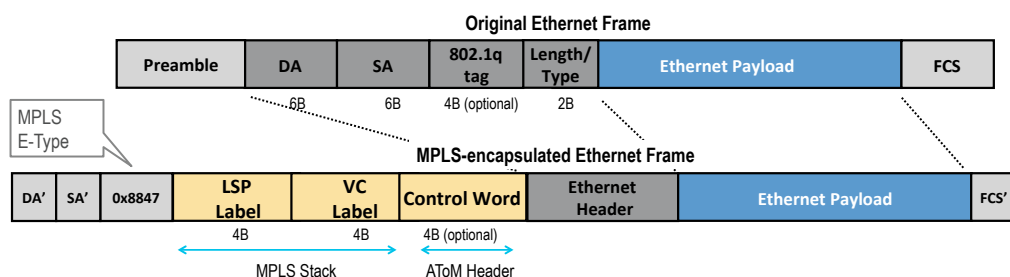 Original Ethernet Frame
Preamble DA SA 802.1q tag Length/ Type Ethernet Payload FCS
6B 6B 4B (optional) 2B
MPLS
E-Type
MPLS-encapsulated Ethernet Frame
DA' SA' 0x8847 LSP Label VC Label Control Word Ethernet Header Ethernet Payload FCS'
4B 4B 4B (optional)
MPLS Stack AToM Header